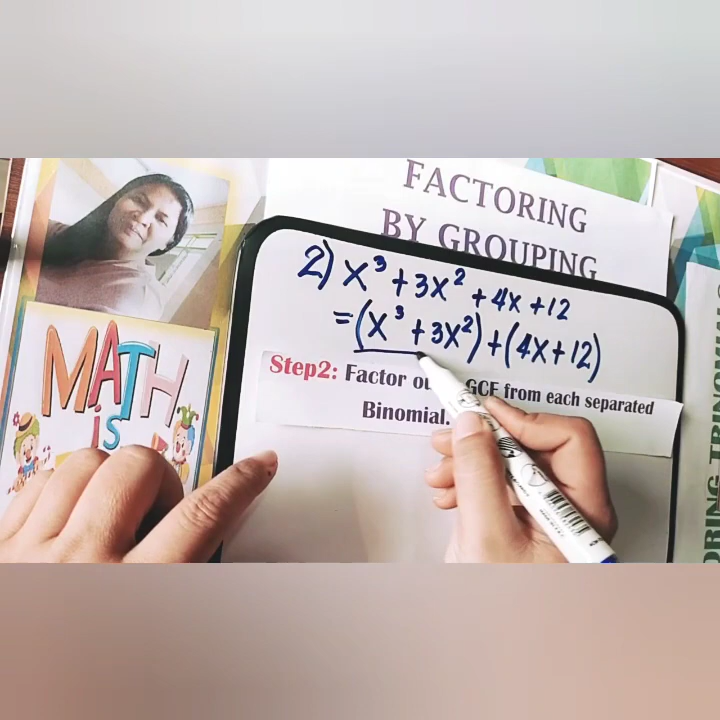 FACTORING
BY GROUPING
2) x³ + 3x² + 4x + 12
= (x³ + 3x²) + (4x + 12)
Step2: Factor GCF from each separated
Binomial.
MATH
is